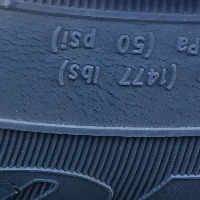 (1477 lbs)
Pa (50 psi)